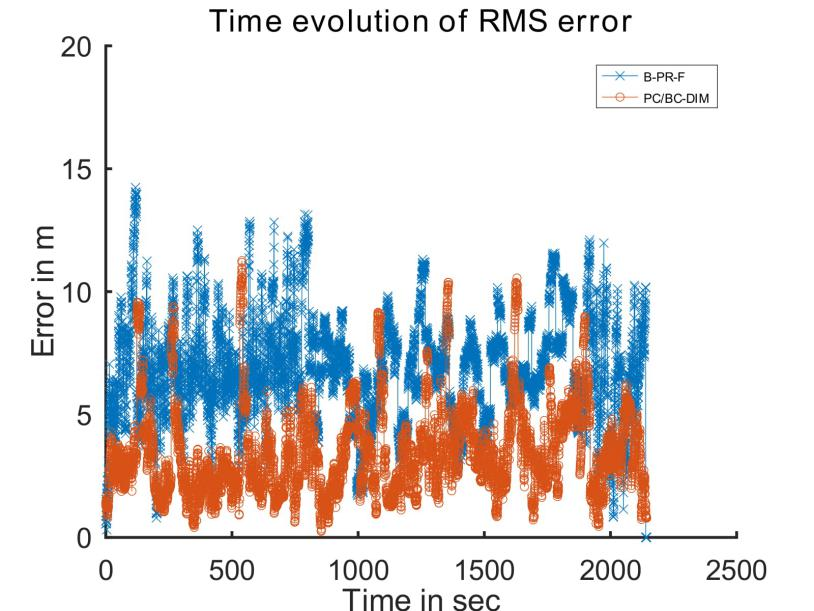 Time evolution of RMS error
20
15
10
5
0
Error in m
B-PR-F
PC/BC-DIM
0 500 1000 1500 2000 2500
Time in sec